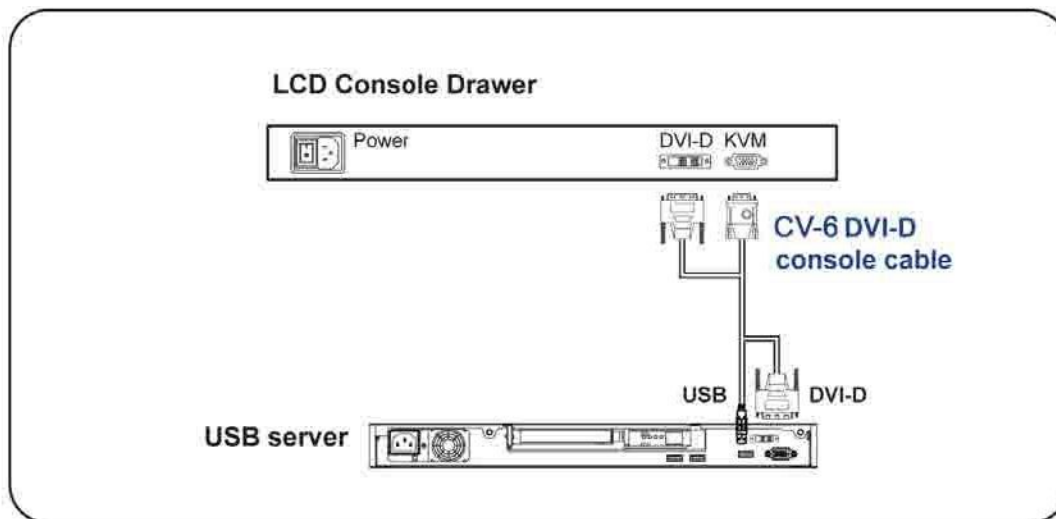 LCD Console Drawer
Power
DVI-D KVM
CV-6 DVI-D
console cable
USB
DVI-D
USB server